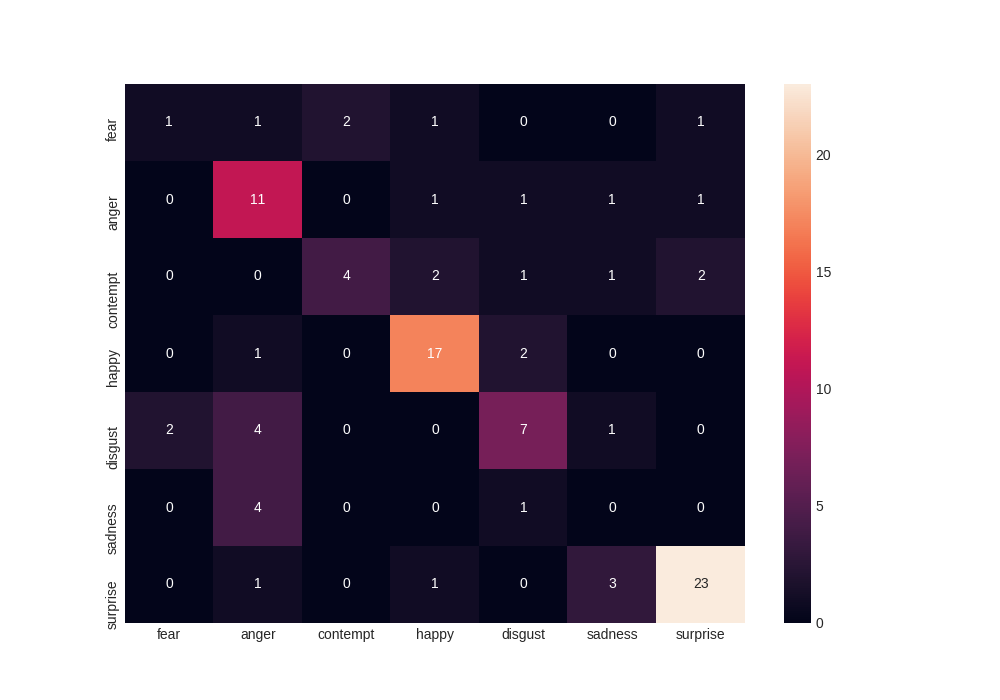 fear 1 1 2 1 0 0 1
anger 0 11 0 1 1 1 1 20
contempt 0 0 4 2 1 1 2 15
happy 0 1 0 17 2 0 0
10
disgust 2 4 0 0 7 1 0
sadness 0 4 0 0 1 0 0 5
surprise 0 1 0 1 0 3 23
0
fear anger contempt happy disgust sadness surprise